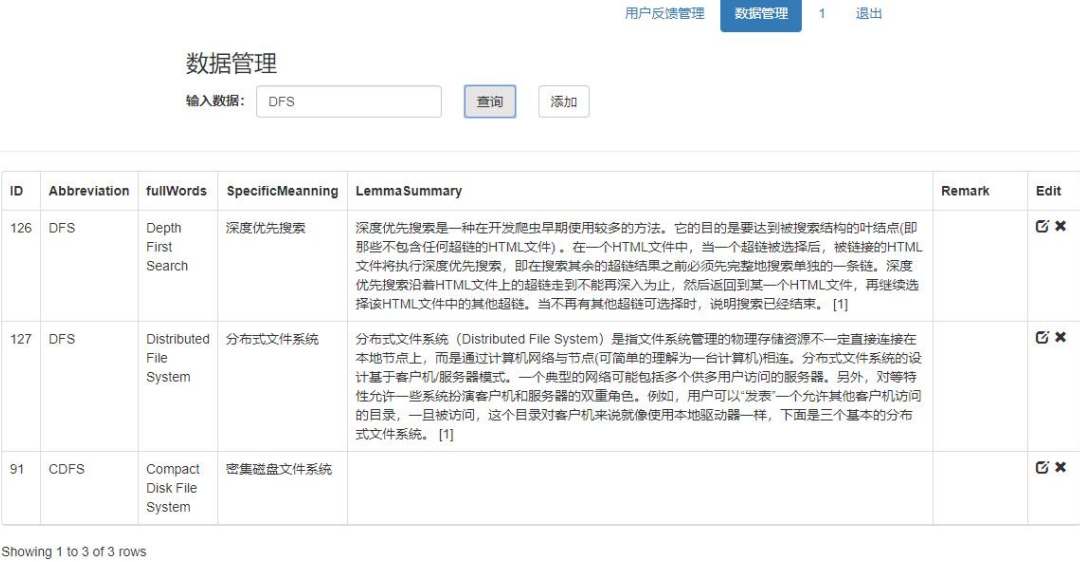 用户反馈管理 数据管理 1 退出
数据管理
输入数据: DFS 查询 添加
ID Abbreviation fullWords SpecificMeanning LemmaSummary Remark Edit
126 DFS Depth First Search 深度优先搜索
深度优先搜索是一种在开发爬虫早期使用较多的方法。它的目的是要达到被搜索结构的叶结点(即
那些不包含任何超链的HTML文件) 。在一个HTML文件中，当一个超链被选择后，被链接的HTML
文件将执行深度优先搜索，即在搜索其余的超链结果之前必须先完整地搜索单独的一条链。深度
优先搜索沿着HTML文件上的超链走到不能再深入为止，然后返回到某一个HTML文件，再继续选
择该HTML文件中的其他超链。当不再有其他超链可选择时，说明搜索已经结束。 [1]
127 DFS Distributed File System 分布式文件系统
分布式文件系统（Distributed File System）是指文件系统管理的物理存储资源不一定直接连接在
本地节点上，而是通过计算机网络与节点(可简单的理解为一台计算机)相连。分布式文件系统的设
计基于客户机/服务器模式。一个典型的网络可能包括多个供多用户访问的服务器。另外，对等特
性允许一些系统扮演客户机和服务器的双重角色。例如，用户可以“发表”一个允许其他客户机访问
的目录，一旦被访问，这个目录对客户机来说就像使用本地驱动器一样，下面是三个基本的分布
式文件系统。 [1]
91 CDFS Compact Disk File System 密集磁盘文件系统
Showing 1 to 3 of 3 rows